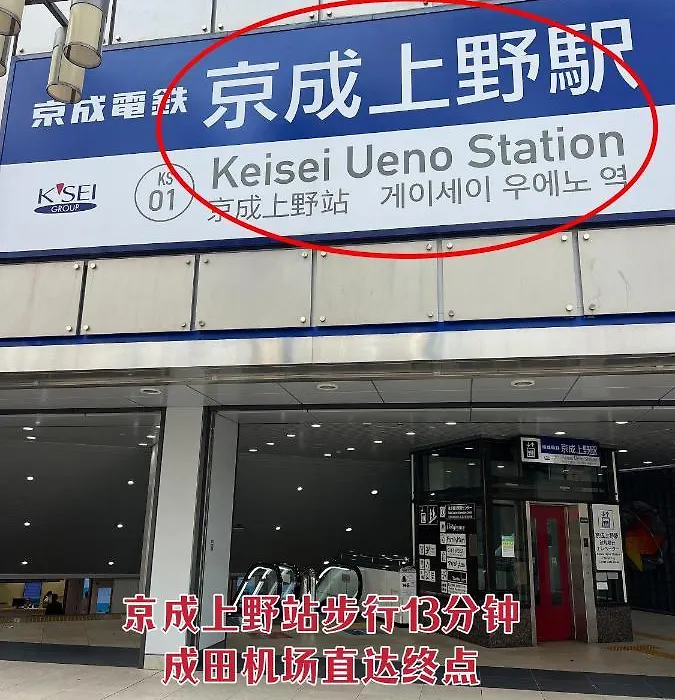 京成電鉄 京成上野駅
K'SEI
GROUP
KS
01
Keisei Ueno Station
京成上野站 게이세이 우에노 역
京成上野駅
京成上野站步行13分钟
成田机场直达终点